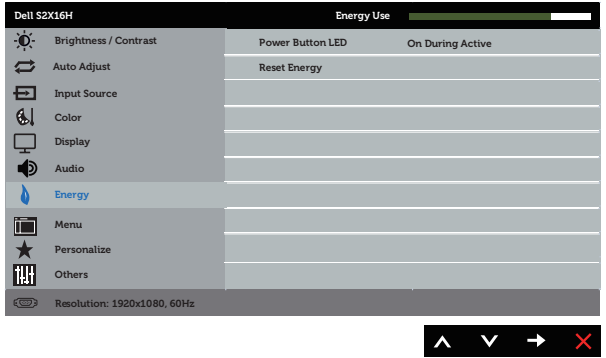 Dell S2X16H Energy Use
Brightness / Contrast Power Button LED On During Active
Auto Adjust Reset Energy
Input Source
Color
Display
Audio
Energy
Menu
Personalize
Others
Resolution: 1920x1080, 60Hz